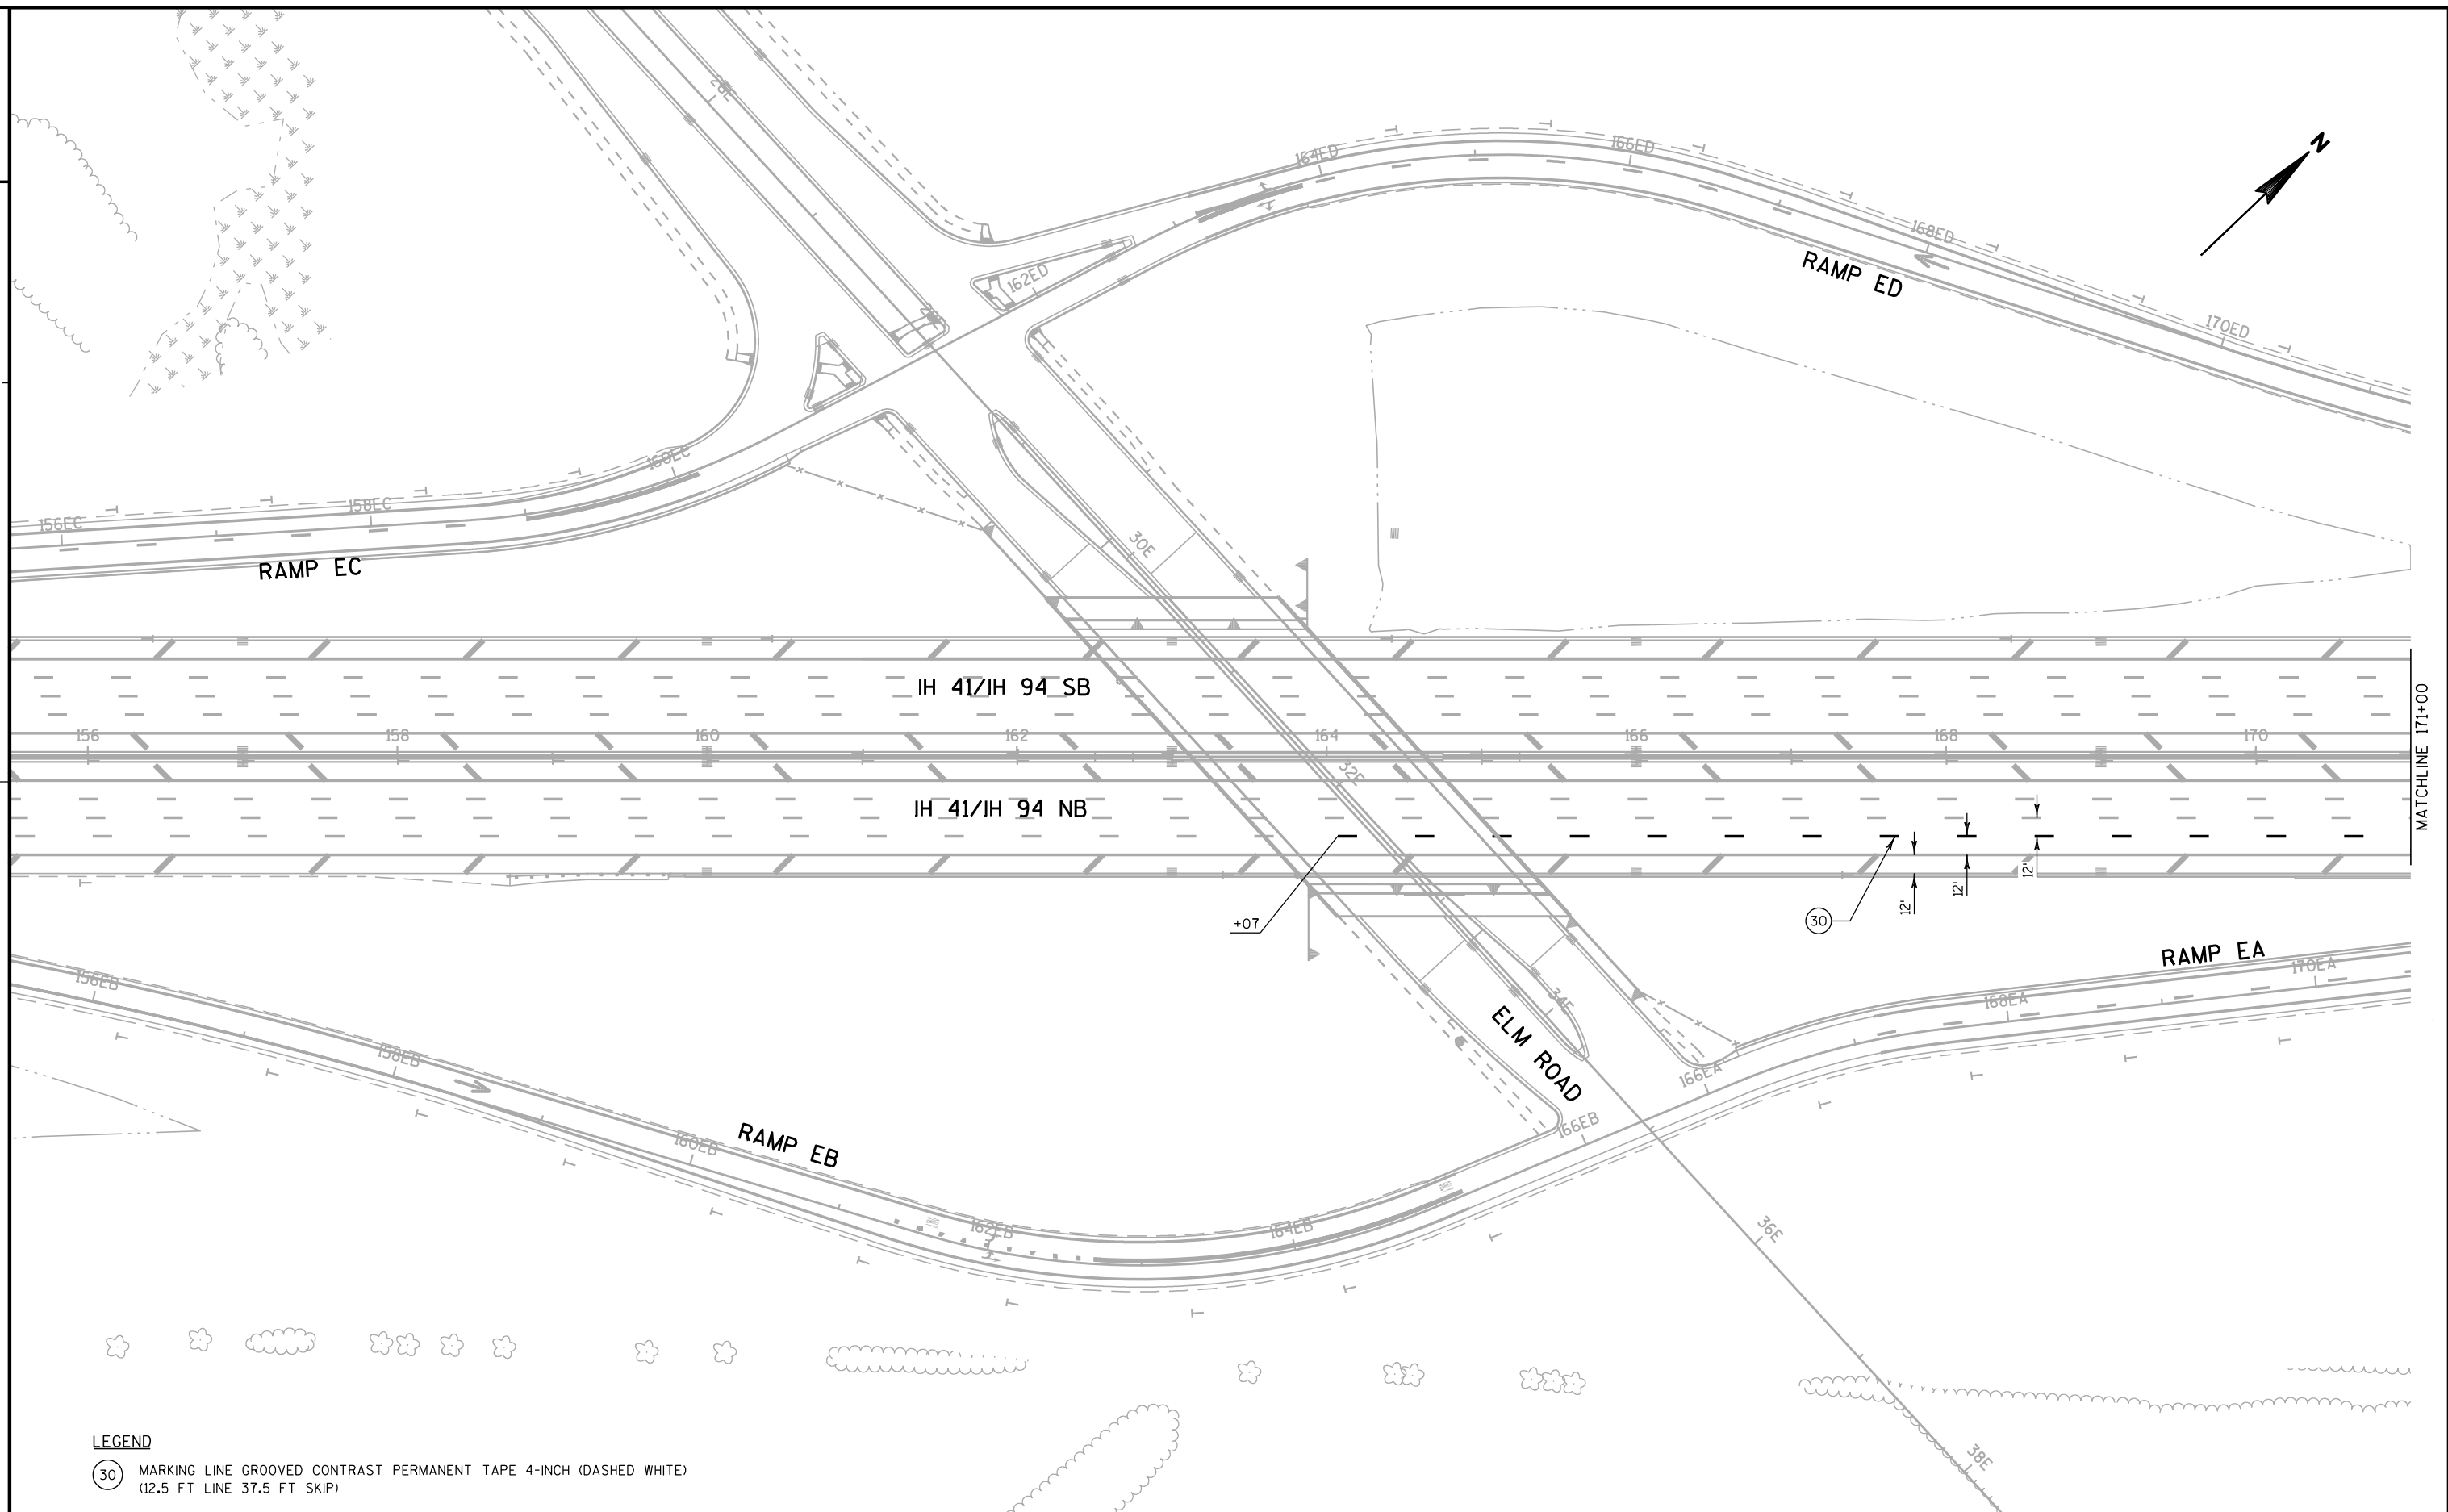 28E
28E
N
164ED
166ED
168ED
170ED
162ED
RAMP ED
160EC
158EC
156EC
RAMP EC
30E
IH 41/IH 94 SB
156
158
160
162
164
166
168
170
MATCHLINE 171+00
32E
IH 41/IH 94 NB
+07
30
12'
12'
12'
RAMP EA
170EA
168EA
166EA
34E
ELM ROAD
166EB
156EB
158EB
RAMP EB
160EB
162EB
164EB
36E
38E
LEGEND
30 MARKING LINE GROOVED CONTRAST PERMANENT TAPE 4-INCH (DASHED WHITE)
(12.5 FT LINE 37.5 FT SKIP)